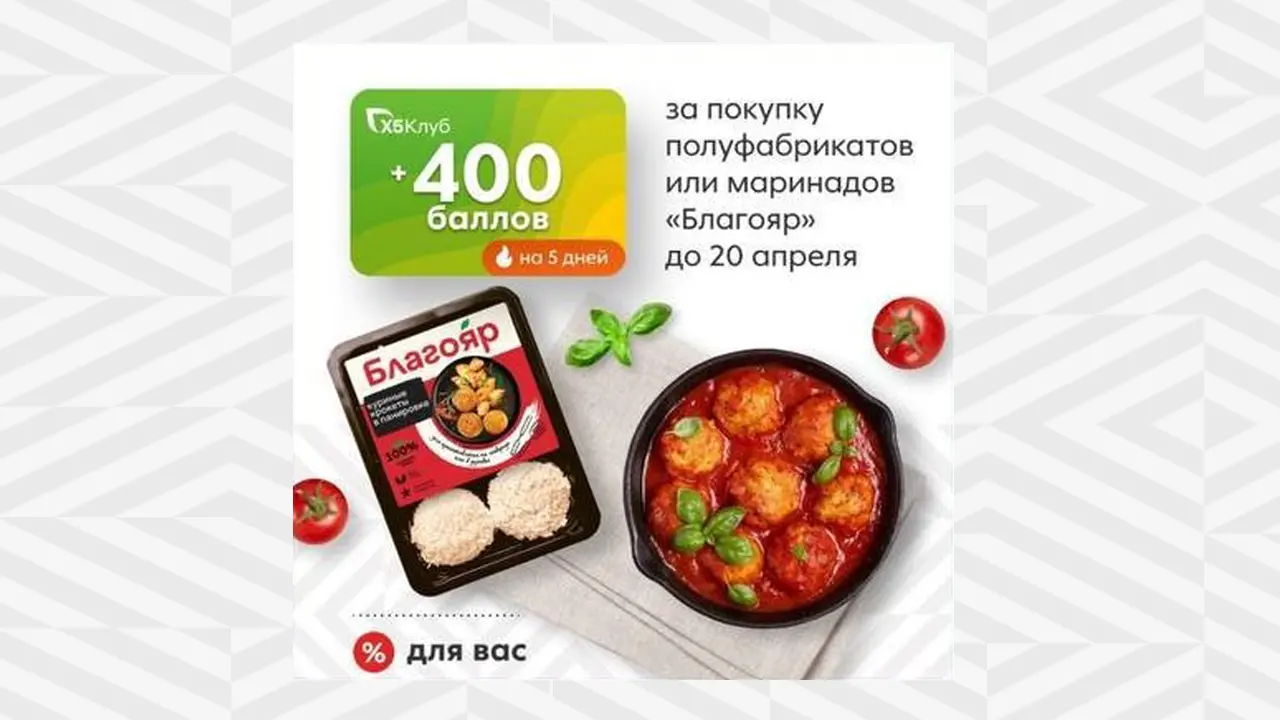 X5Клуб
+400
баллов
на 5 дней
за покупку
полуфабрикатов
или маринадов
«Благояр»
до 20 апреля
Благояр
куриные
крокеты
в панировке
100%
% для вас